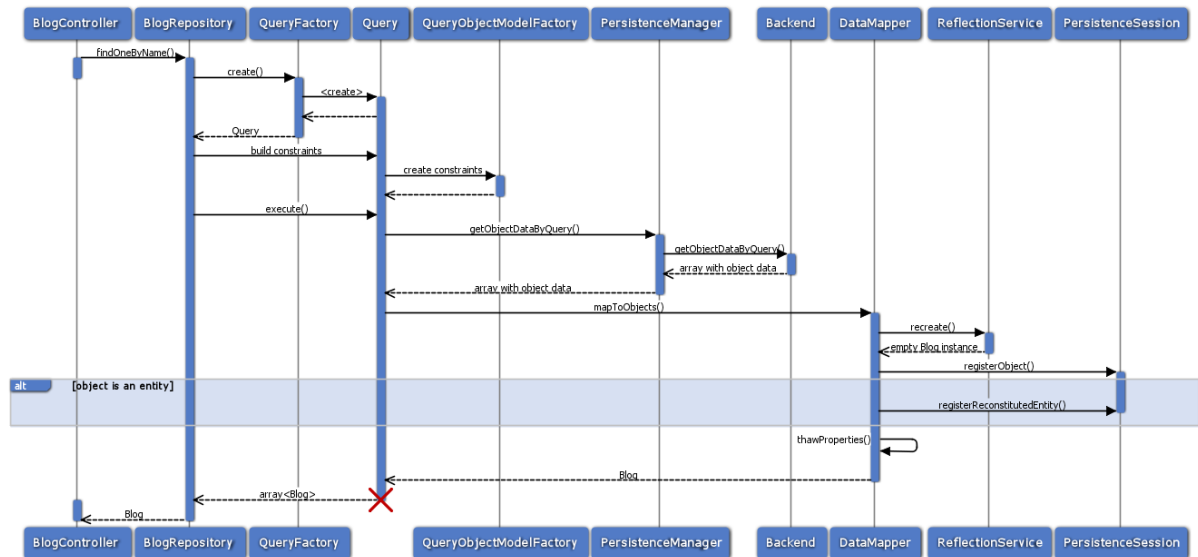 BlogController BlogRepository QueryFactory Query QueryObjectModelFactory PersistenceManager Backend DataMapper ReflectionService PersistenceSession
findOneByName()
create()
<create>
Query
build constraints
create constraints
execute()
getObjectDataByQuery()
getObjectDataByQuery()
array with object data
array with object data
mapToObjects()
recreate()
empty Blog instance
registerObject()
alt [object is an entity]
registerReconstitutedEntity()
thawProperties()
Blog
array<Blog>
Blog
BlogController BlogRepository QueryFactory QueryObjectModelFactory PersistenceManager Backend DataMapper ReflectionService PersistenceSession